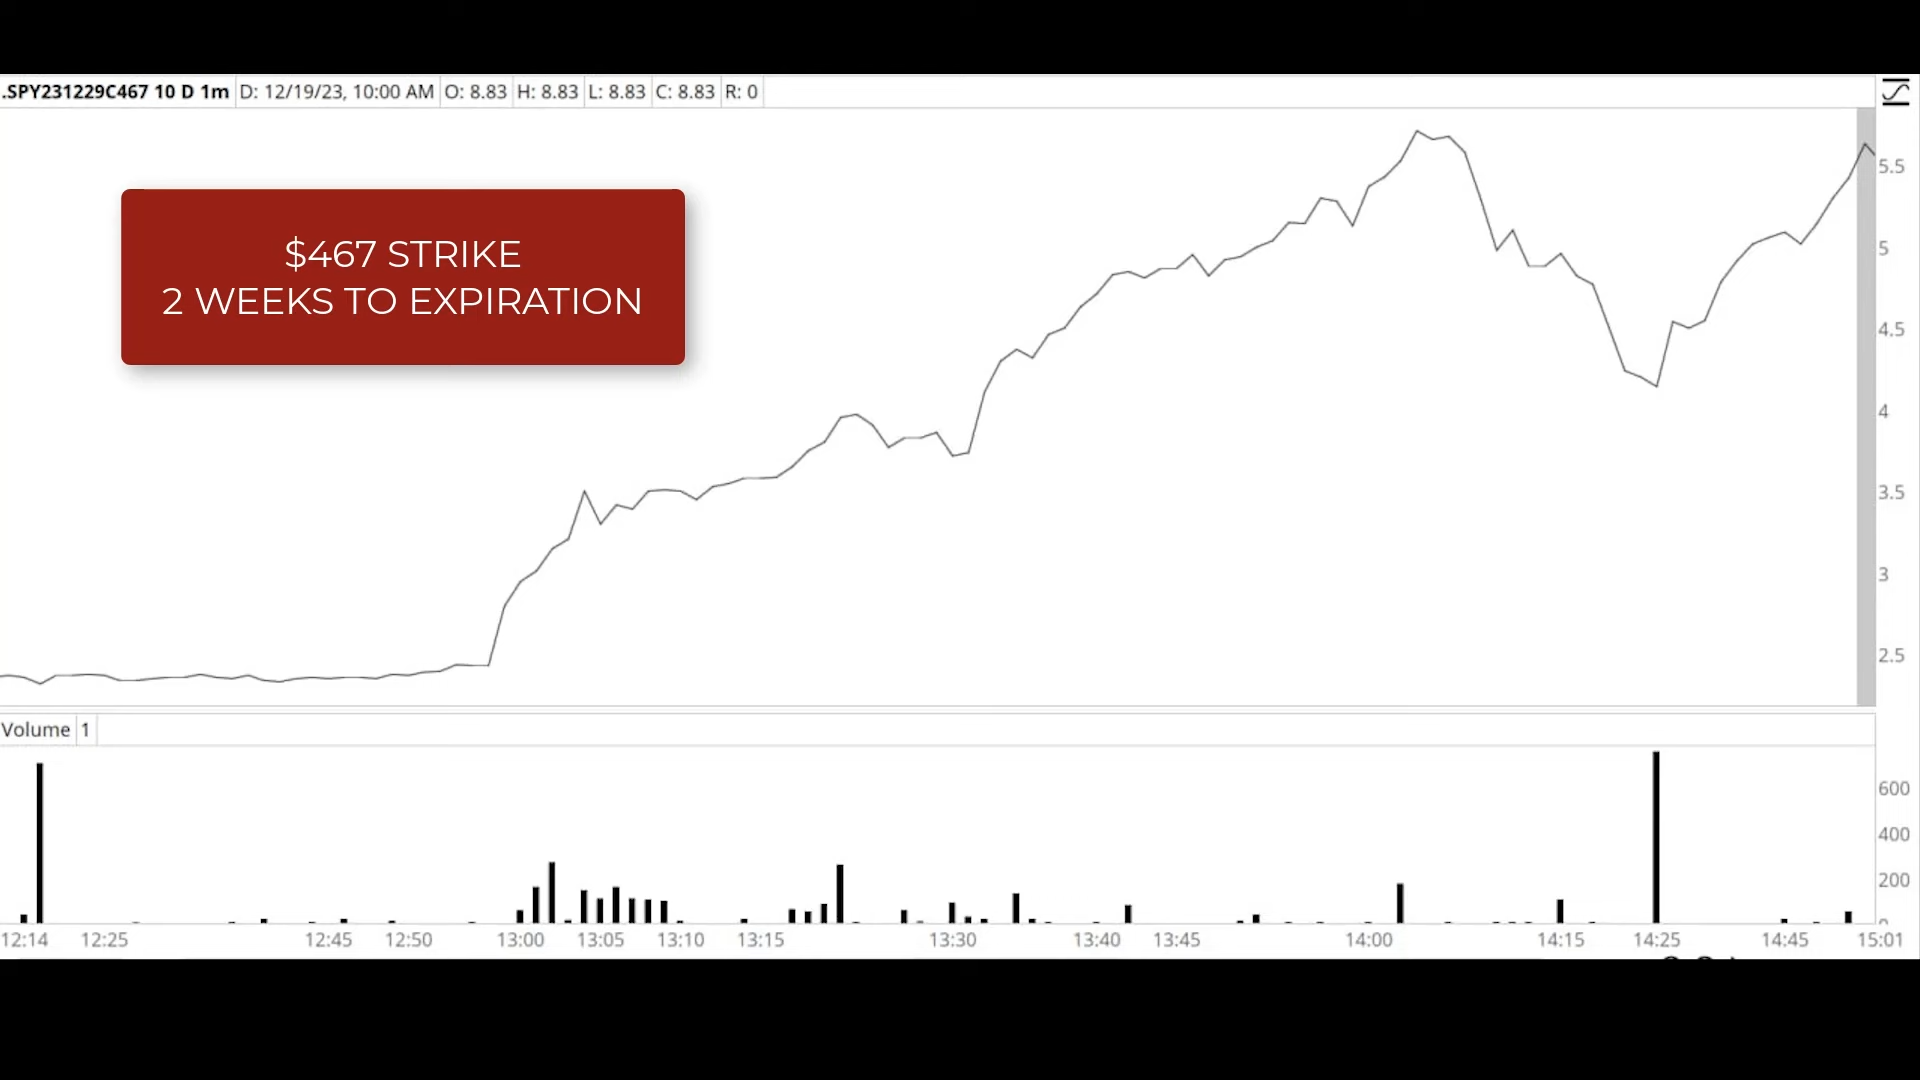 .SPY231229C467 10 D 1m D: 12/19/23, 10:00 AM O: 8.83 H: 8.83 L: 8.83 C: 8.83 R: 0
$467 STRIKE
2 WEEKS TO EXPIRATION
5.5
5
4.5
4
3.5
3
2.5
Volume 1
600
400
200
0
12:14 12:25 12:45 12:50 13:00 13:05 13:10 13:15 13:30 13:40 13:45 14:00 14:15 14:25 14:45 15:01